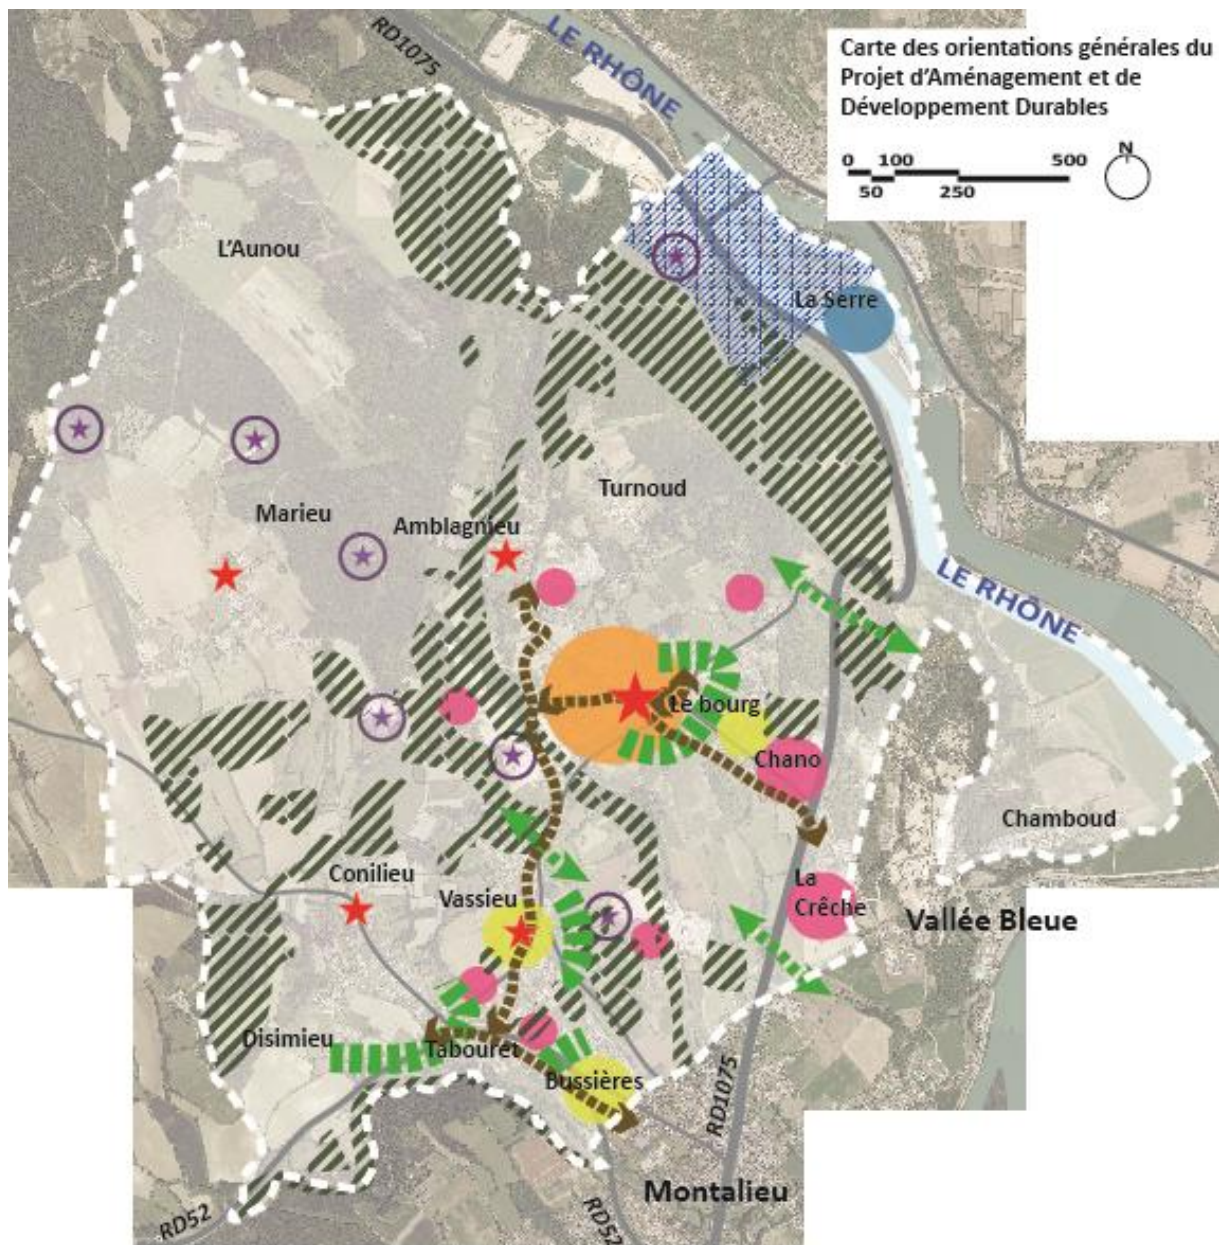 RD1075
LE RHÔNE
Carte des orientations générales du
Projet d'Aménagement et de
Développement Durables
N
0 100 500
50 250
L'Aunou
La Serre
Turnoud
Marieu
Amblagnieu
LE RHÔNE
Le bourg
Chano
Chamboud
Conilieu
La
Crêche
Vassieu
Vallée Bleue
Disimieu
Tabouret
Bussières
RD1075
Montalieu
RD52
RD52